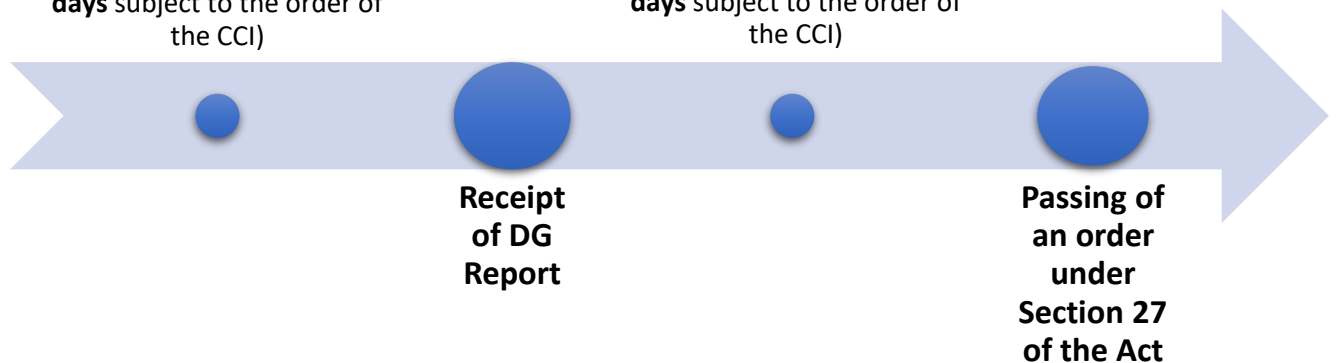 days subject to the order of
the CCI)
days subject to the order of
the CCI)
Receipt
of DG
Report
Passing of
an order
under
Section 27
of the Act